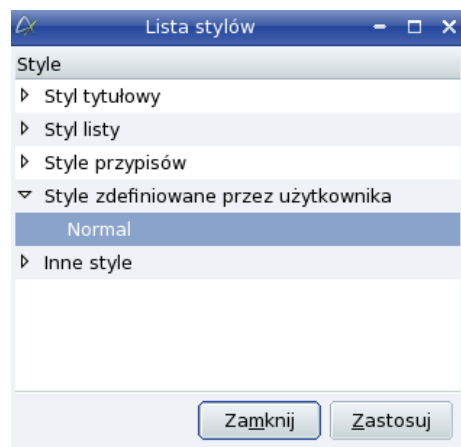 Lista stylów
Style
Styl tytułowy
Styl listy
Style przypisów
Style zdefiniowane przez użytkownika
Normal
Inne style
Zamknij Zastosuj